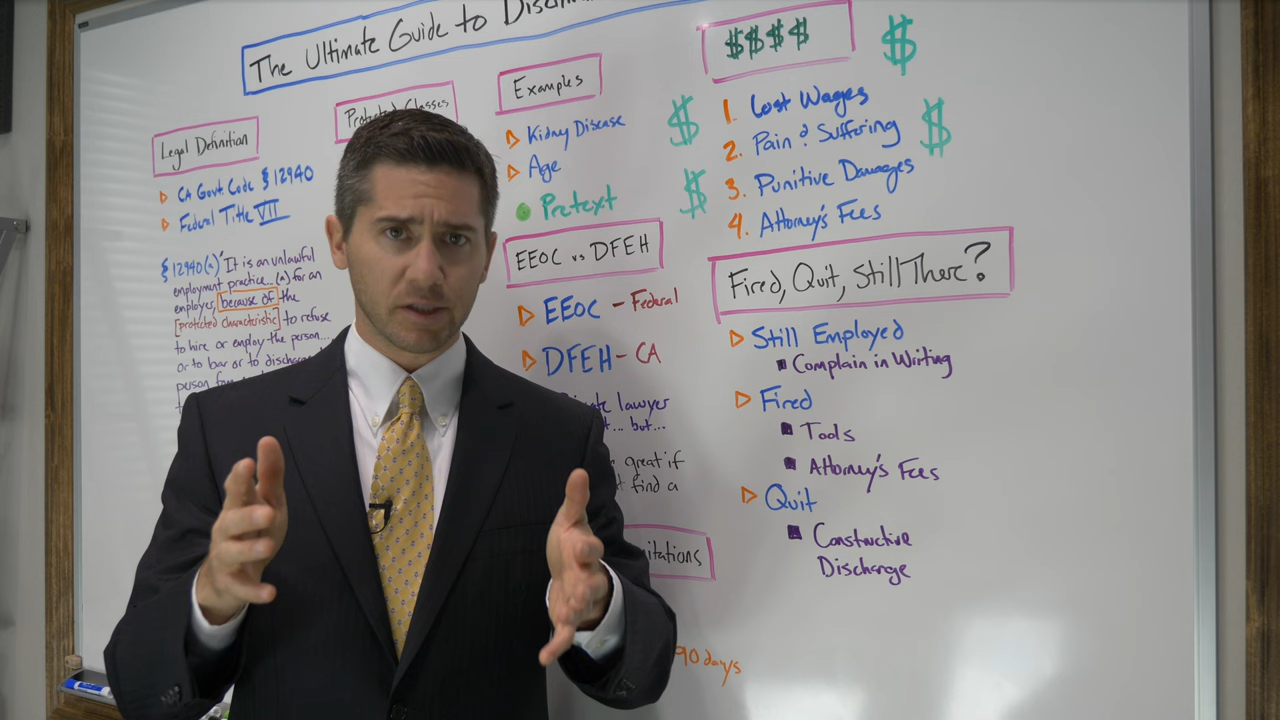 The Ultimate Guide to
Legal Definition
CA Govt. Code § 12940
Federal Title VII
§ 12940(a) "It is an unlawful
employment practice... (a) for an
employer, because of the
[protected characteristic] to refuse
to hire or employ the person...
or to bar or to
person
Protected Classes
Examples
Kidney Disease
Age
Pretext
EEOC vs DFEH
EEOC - Federal
DFEH - CA
lawyer
but...
great if
find a
90 days
$$$$
$
$
$
$
1. Lost Wages
2. Pain & Suffering
3. Punitive Damages
4. Attorney's Fees
Fired, Quit, Still There?
Still Employed
Complain in Writing
Fired
Tools
Attorney's Fees
Quit
Constructive
Discharge